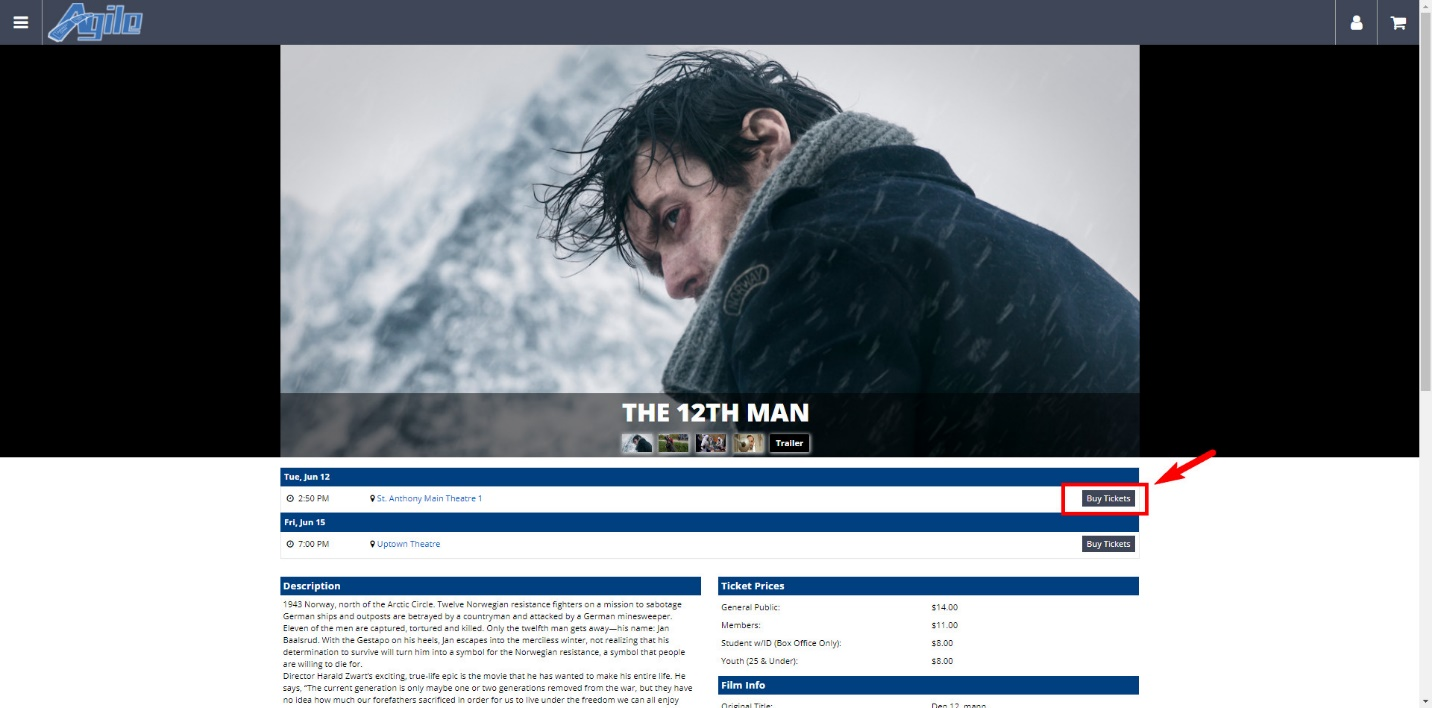 Agile
NORWAY
THE 12TH MAN
Trailer
Tue, Jun 12
2:50 PM St. Anthony Main Theatre 1 Buy Tickets
Fri, Jun 15
7:00 PM Uptown Theatre Buy Tickets
Description
1943 Norway, north of the Arctic Circle. Twelve Norwegian resistance fighters on a mission to sabotage
German ships and outposts are betrayed by a countryman and attacked by a German minesweeper.
Eleven of the men are captured, tortured and killed. Only the twelfth man gets away—his name: Jan
Baalsrud. With the Gestapo on his heels, Jan escapes into the merciless winter, not realizing that his
determination to survive will turn him into a symbol for the Norwegian resistance, a symbol that people
are willing to die for.
Director Harald Zwart's exciting, true-life epic is the movie that he has wanted to make his entire life. He
says, "The current generation is only maybe one or two generations removed from the war, but they have
no idea how much our forefathers sacrificed in order for us to live under the freedom we can all enjoy
Ticket Prices
General Public: $14.00
Members: $11.00
Student w/ID (Box Office Only): $8.00
Youth (25 & Under): $8.00
Film Info
Original Title: Den 12. mann